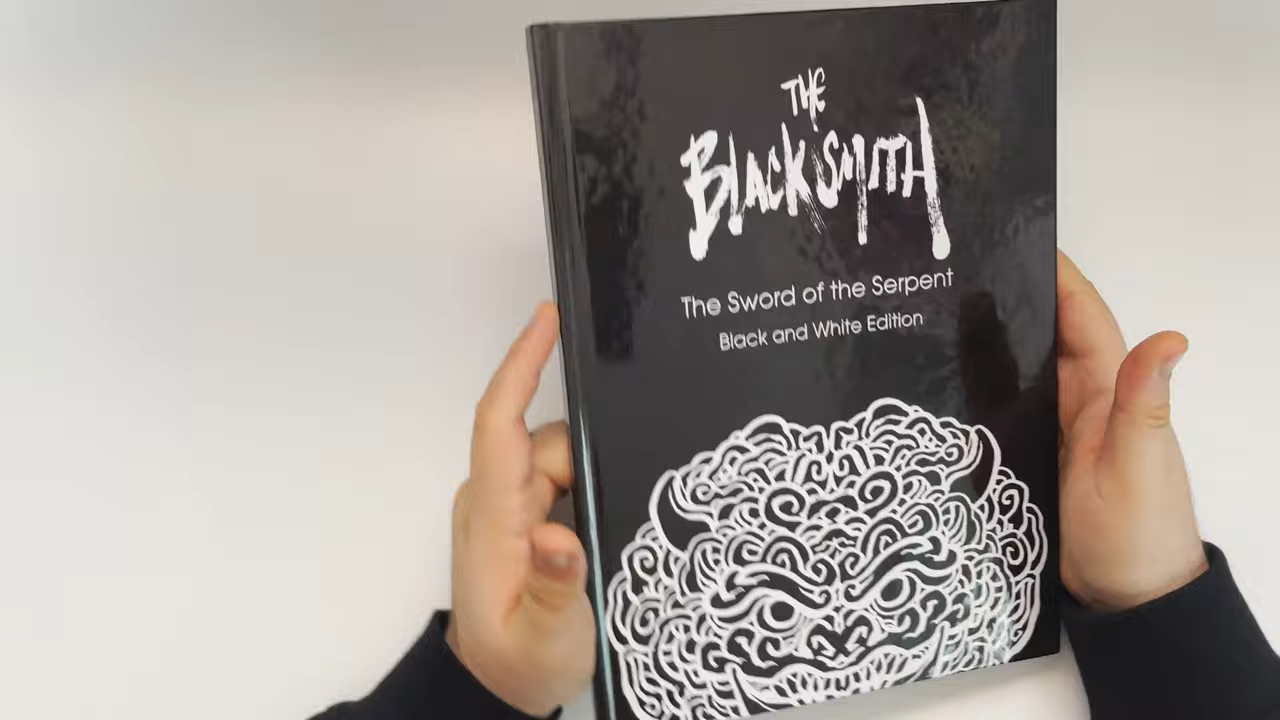 THE
BLACKSMITH
The Sword of the Serpent
Black and White Edition